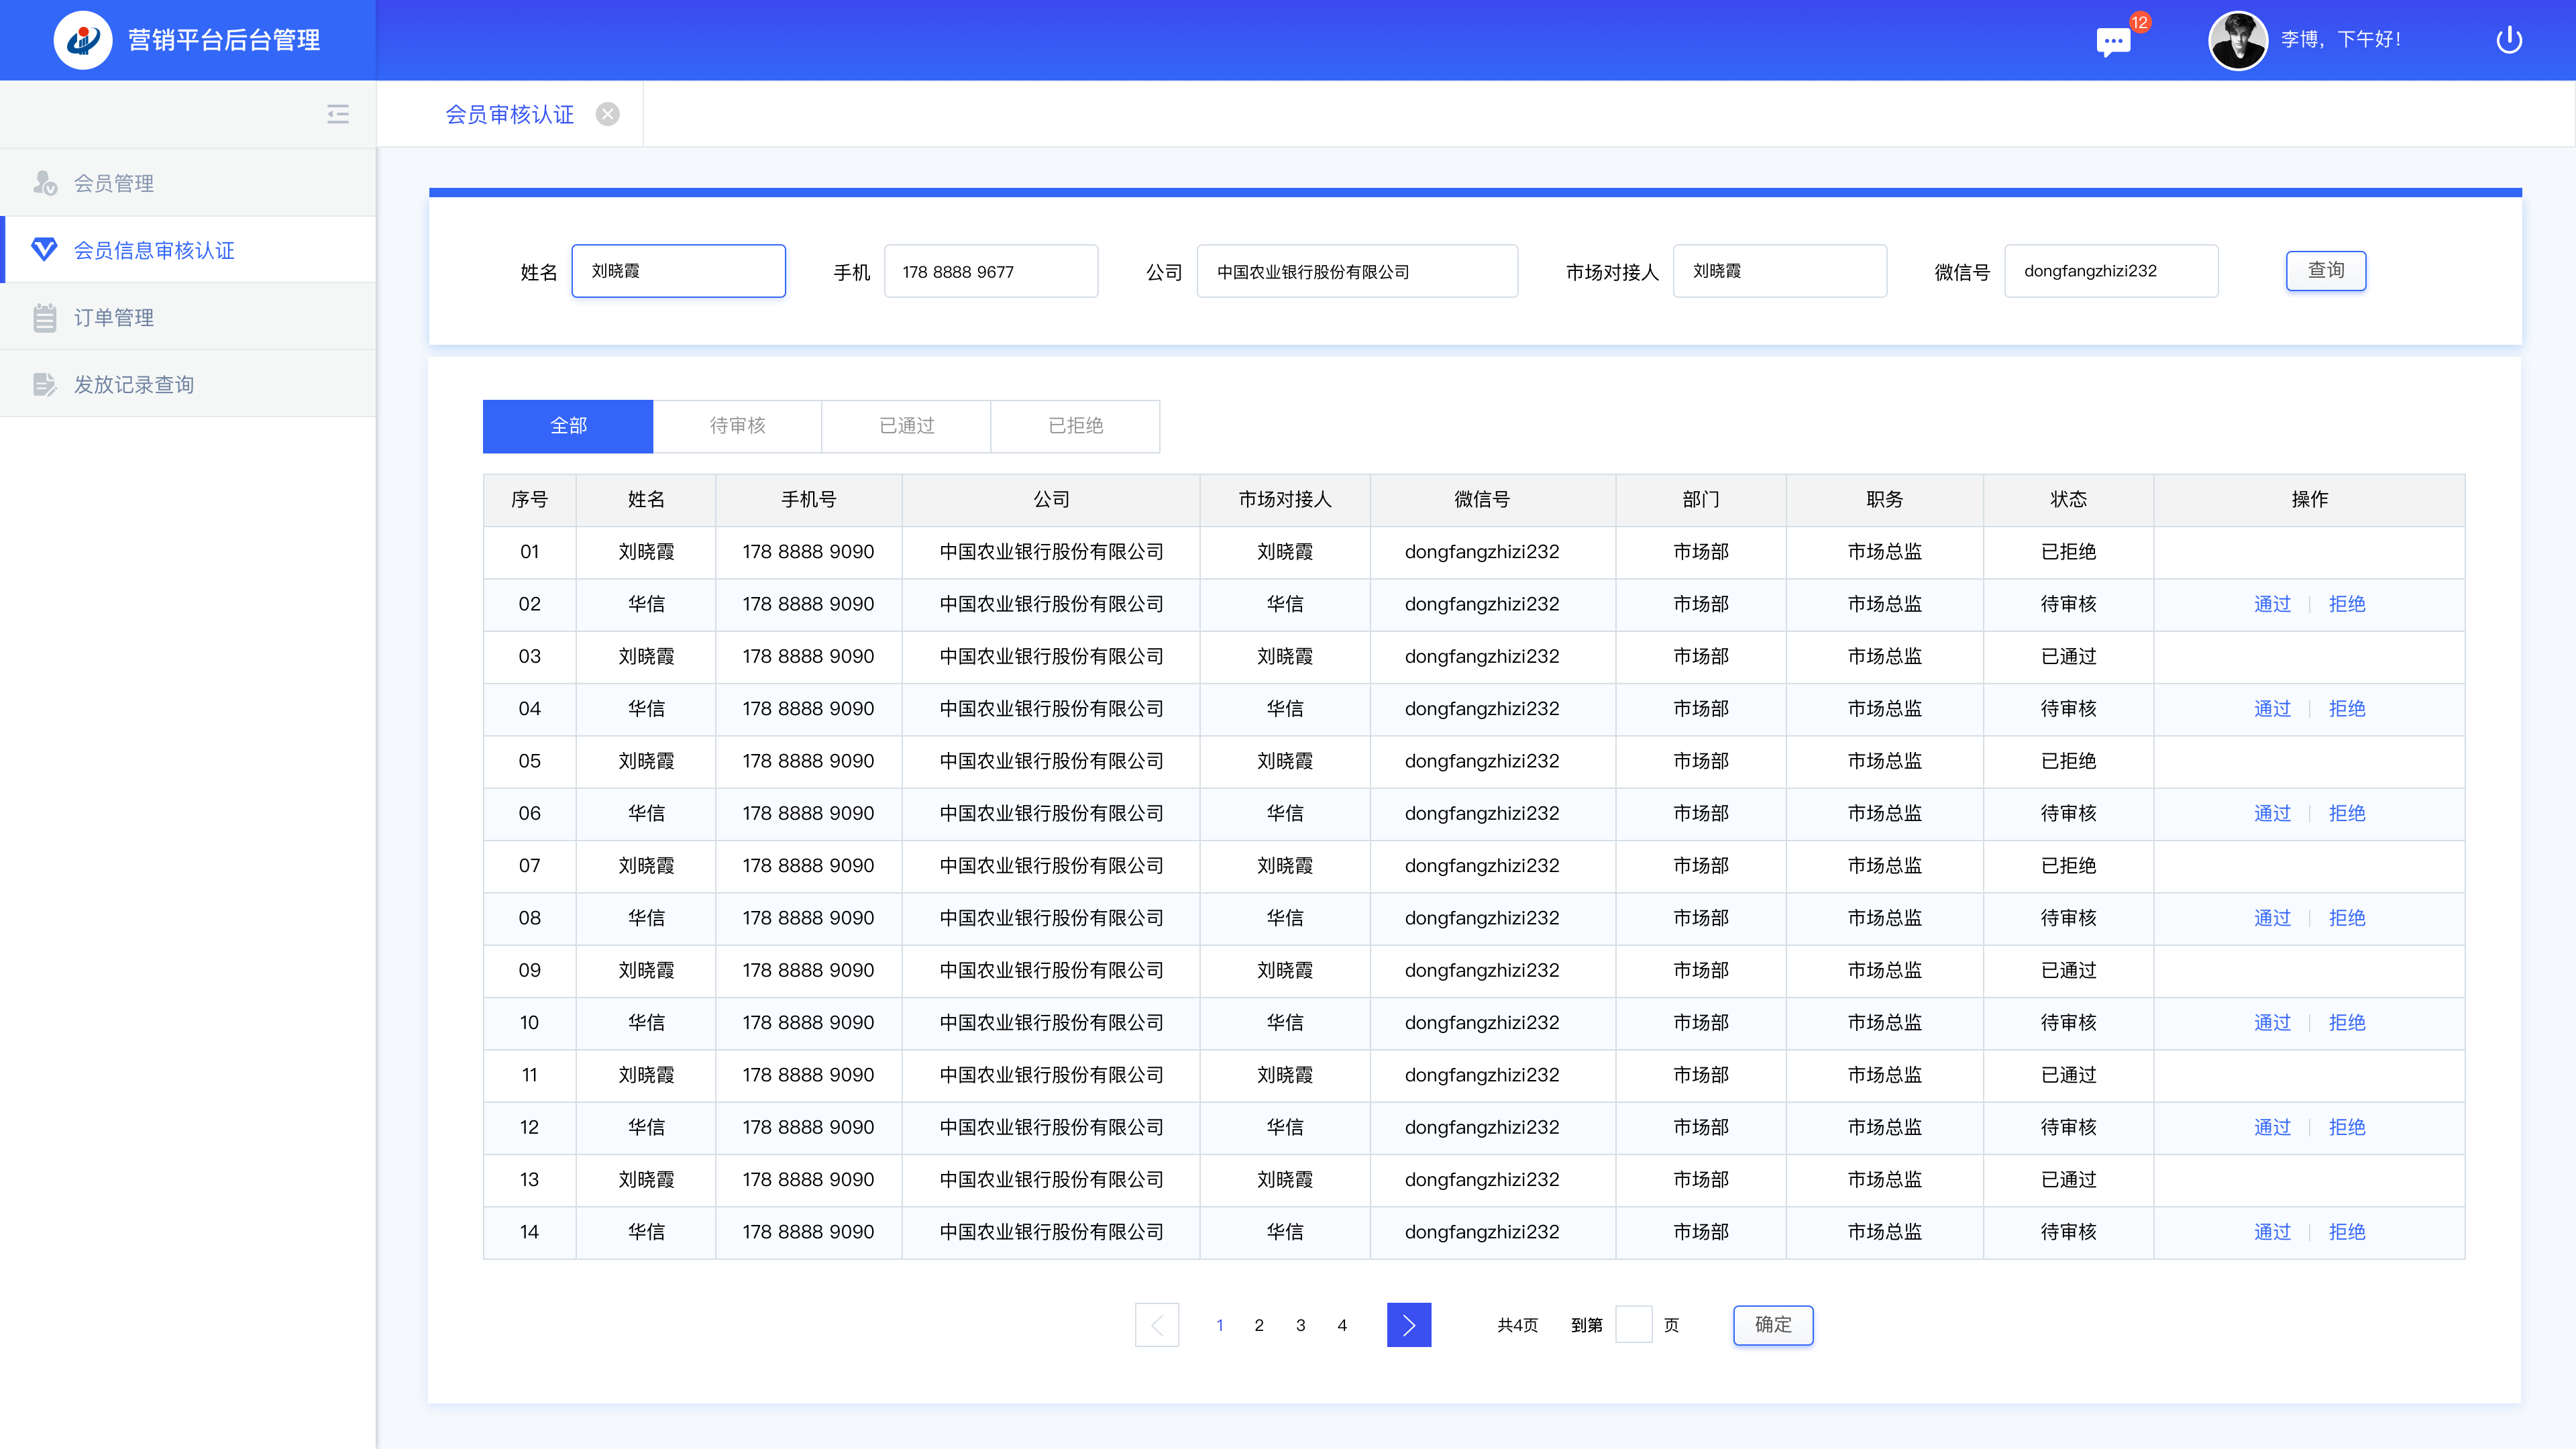 营销平台后台管理
12
李博，下午好！
会员审核认证
会员管理
会员信息审核认证
订单管理
发放记录查询
姓名 刘晓霞 手机 178 8888 9677 公司 中国农业银行股份有限公司 市场对接人 刘晓霞 微信号 dongfangzhizi232 查询
全部 待审核 已通过 已拒绝
序号 姓名 手机号 公司 市场对接人 微信号 部门 职务 状态 操作
01 刘晓霞 178 8888 9090 中国农业银行股份有限公司 刘晓霞 dongfangzhizi232 市场部 市场总监 已拒绝
02 华信 178 8888 9090 中国农业银行股份有限公司 华信 dongfangzhizi232 市场部 市场总监 待审核 通过 拒绝
03 刘晓霞 178 8888 9090 中国农业银行股份有限公司 刘晓霞 dongfangzhizi232 市场部 市场总监 已通过
04 华信 178 8888 9090 中国农业银行股份有限公司 华信 dongfangzhizi232 市场部 市场总监 待审核 通过 拒绝
05 刘晓霞 178 8888 9090 中国农业银行股份有限公司 刘晓霞 dongfangzhizi232 市场部 市场总监 已拒绝
06 华信 178 8888 9090 中国农业银行股份有限公司 华信 dongfangzhizi232 市场部 市场总监 待审核 通过 拒绝
07 刘晓霞 178 8888 9090 中国农业银行股份有限公司 刘晓霞 dongfangzhizi232 市场部 市场总监 已拒绝
08 华信 178 8888 9090 中国农业银行股份有限公司 华信 dongfangzhizi232 市场部 市场总监 待审核 通过 拒绝
09 刘晓霞 178 8888 9090 中国农业银行股份有限公司 刘晓霞 dongfangzhizi232 市场部 市场总监 已通过
10 华信 178 8888 9090 中国农业银行股份有限公司 华信 dongfangzhizi232 市场部 市场总监 待审核 通过 拒绝
11 刘晓霞 178 8888 9090 中国农业银行股份有限公司 刘晓霞 dongfangzhizi232 市场部 市场总监 已通过
12 华信 178 8888 9090 中国农业银行股份有限公司 华信 dongfangzhizi232 市场部 市场总监 待审核 通过 拒绝
13 刘晓霞 178 8888 9090 中国农业银行股份有限公司 刘晓霞 dongfangzhizi232 市场部 市场总监 已通过
14 华信 178 8888 9090 中国农业银行股份有限公司 华信 dongfangzhizi232 市场部 市场总监 待审核 通过 拒绝
1 2 3 4 共4页 到第 页 确定